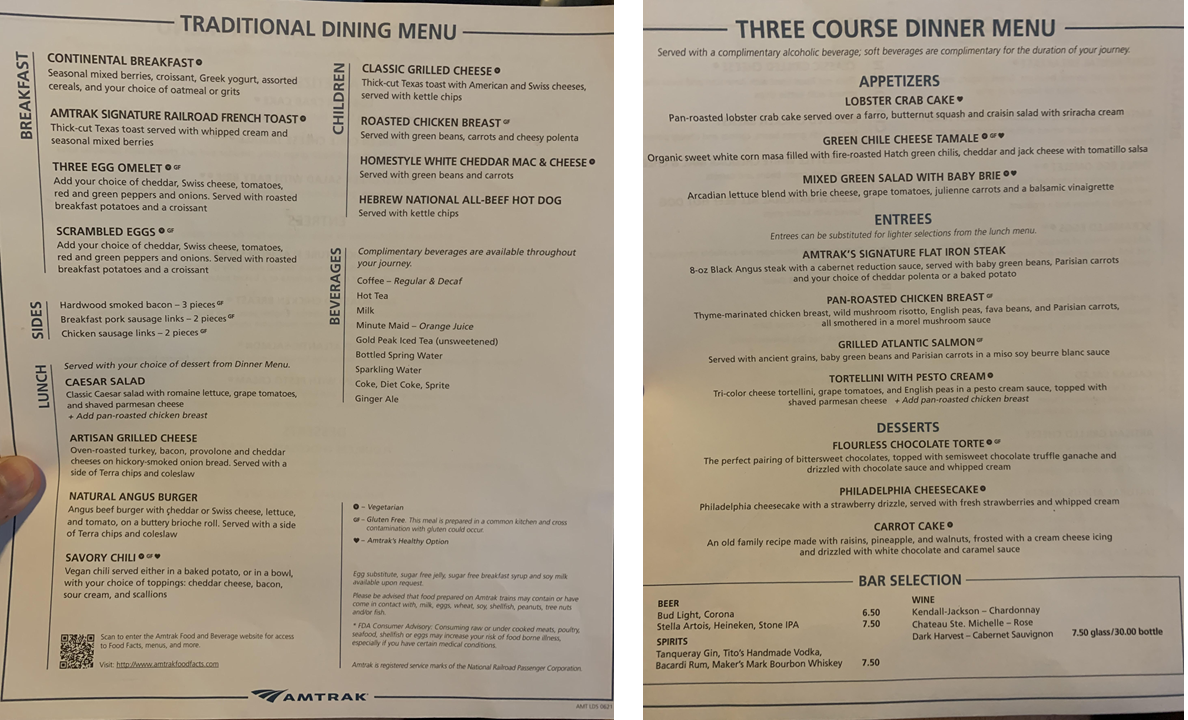 TRADITIONAL DINING MENU
BREAKFAST
CONTINENTAL BREAKFAST
Seasonal mixed berries, croissant, Greek yogurt, assorted
cereals, and your choice of oatmeal or grits
AMTRAK SIGNATURE RAILROAD FRENCH TOAST
Thick-cut Texas toast served with whipped cream and
seasonal mixed berries
THREE EGG OMELET GF
Add your choice of cheddar, Swiss cheese, tomatoes,
red and green peppers and onions. Served with roasted
breakfast potatoes and a croissant
SCRAMBLED EGGS GF
Add your choice of cheddar, Swiss cheese, tomatoes,
red and green peppers and onions. Served with roasted
breakfast potatoes and a croissant
SIDES
Hardwood smoked bacon – 3 pieces GF
Breakfast pork sausage links – 2 pieces GF
Chicken sausage links – 2 pieces GF
LUNCH
Served with your choice of dessert from Dinner Menu.
CAESAR SALAD
Classic Caesar salad with romaine lettuce, grape tomatoes,
and shaved parmesan cheese
+ Add pan-roasted chicken breast
ARTISAN GRILLED CHEESE
Oven-roasted turkey, bacon, provolone and cheddar
cheeses on hickory-smoked onion bread. Served with a
side of Terra chips and coleslaw
NATURAL ANGUS BURGER
Angus beef burger with cheddar or Swiss cheese, lettuce,
and tomato, on a buttery brioche roll. Served with a side
of Terra chips and coleslaw
SAVORY CHILI GF ♥
Vegan chili served either in a baked potato, or in a bowl,
with your choice of toppings: cheddar cheese, bacon,
sour cream, and scallions
Scan to enter the Amtrak Food and Beverage website for access
to Food Facts, menus, and more.
Visit: http://www.amtrakfoodfacts.com
CHILDREN
CLASSIC GRILLED CHEESE
Thick-cut Texas toast with American and Swiss cheeses,
served with kettle chips
ROASTED CHICKEN BREAST GF
Served with green beans, carrots and cheesy polenta
HOMESTYLE WHITE CHEDDAR MAC & CHEESE
Served with green beans and carrots
HEBREW NATIONAL ALL-BEEF HOT DOG
Served with kettle chips
BEVERAGES
Complimentary beverages are available throughout
your journey.
Coffee – Regular & Decaf
Hot Tea
Milk
Minute Maid – Orange Juice
Gold Peak Iced Tea (unsweetened)
Bottled Spring Water
Sparkling Water
Coke, Diet Coke, Sprite
Ginger Ale
– Vegetarian
GF – Gluten Free. This meal is prepared in a common kitchen and cross
contamination with gluten could occur.
♥ – Amtrak's Healthy Option
Egg substitute, sugar free jelly, sugar free breakfast syrup and soy milk
available upon request.
Please be advised that food prepared on Amtrak trains may contain or have
come in contact with, milk, eggs, wheat, soy, shellfish, peanuts, tree nuts
and/or fish.
* FDA Consumer Advisory: Consuming raw or under cooked meats, poultry,
seafood, shellfish or eggs may increase your risk of food borne illness,
especially if you have certain medical conditions.
Amtrak is registered service marks of the National Railroad Passenger Corporation.
AMTRAK
AMT LDS 0621
THREE COURSE DINNER MENU
Served with a complimentary alcoholic beverage; soft beverages are complimentary for the duration of your journey.
APPETIZERS
LOBSTER CRAB CAKE ♥
Pan-roasted lobster crab cake served over a farro, butternut squash and craisin salad with sriracha cream
GREEN CHILE CHEESE TAMALE GF ♥
Organic sweet white corn masa filled with fire-roasted Hatch green chilis, cheddar and jack cheese with tomatillo salsa
MIXED GREEN SALAD WITH BABY BRIE ♥
Arcadian lettuce blend with brie cheese, grape tomatoes, julienne carrots and a balsamic vinaigrette
ENTREES
Entrees can be substituted for lighter selections from the lunch menu.
AMTRAK'S SIGNATURE FLAT IRON STEAK
8-oz Black Angus steak with a cabernet reduction sauce, served with baby green beans, Parisian carrots
and your choice of cheddar polenta or a baked potato
PAN-ROASTED CHICKEN BREAST GF
Thyme-marinated chicken breast, wild mushroom risotto, English peas, fava beans, and Parisian carrots,
all smothered in a morel mushroom sauce
GRILLED ATLANTIC SALMON GF
Served with ancient grains, baby green beans and Parisian carrots in a miso soy beurre blanc sauce
TORTELLINI WITH PESTO CREAM
Tri-color cheese tortellini, grape tomatoes, and English peas in a pesto cream sauce, topped with
shaved parmesan cheese + Add pan-roasted chicken breast
DESSERTS
FLOURLESS CHOCOLATE TORTE GF
The perfect pairing of bittersweet chocolates, topped with semisweet chocolate truffle ganache and
drizzled with chocolate sauce and whipped cream
PHILADELPHIA CHEESECAKE
Philadelphia cheesecake with a strawberry drizzle, served with fresh strawberries and whipped cream
CARROT CAKE
An old family recipe made with raisins, pineapple, and walnuts, frosted with a cream cheese icing
and drizzled with white chocolate and caramel sauce
BAR SELECTION
BEER
Bud Light, Corona 6.50
Stella Artois, Heineken, Stone IPA 7.50
SPIRITS
Tanqueray Gin, Tito's Handmade Vodka,
Bacardi Rum, Maker's Mark Bourbon Whiskey 7.50
WINE
Kendall-Jackson – Chardonnay
Chateau Ste. Michelle – Rose
Dark Harvest – Cabernet Sauvignon 7.50 glass/30.00 bottle